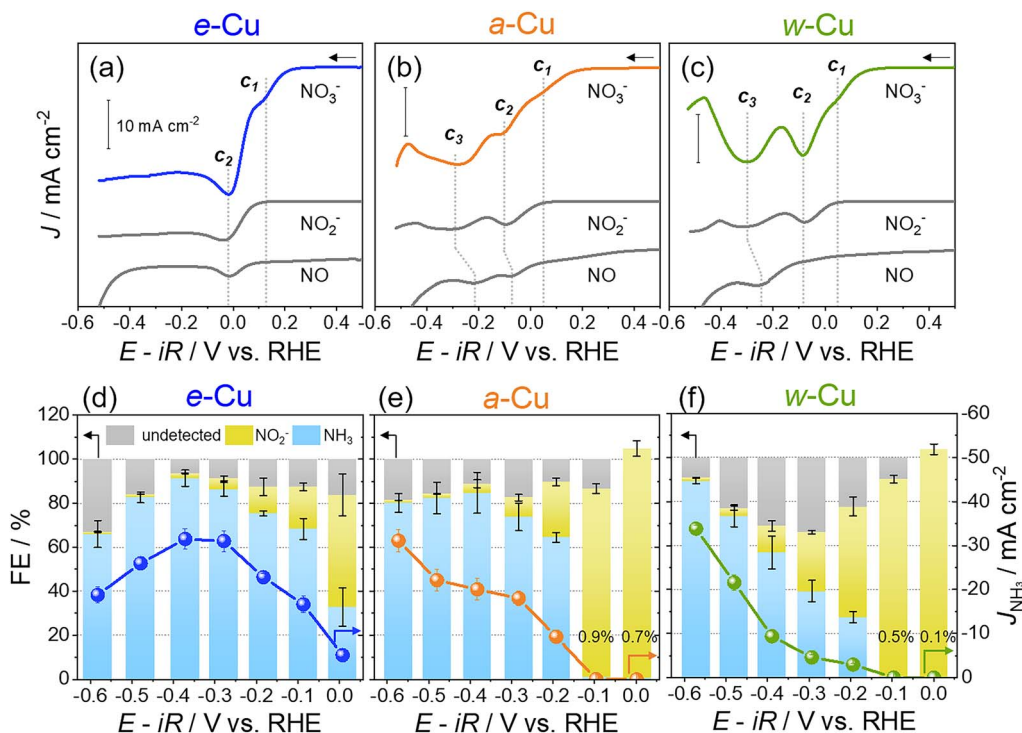 e-Cu
a-Cu
w-Cu
(a)
c1
NO3-
10 mA cm-2
c2
NO2-
NO
(b)
c1
NO3-
c2
c3
NO2-
NO
(c)
c1
NO3-
c3
c2
NO2-
NO
J / mA cm-2
-0.6 -0.4 -0.2 0.0 0.2 0.4
-0.6 -0.4 -0.2 0.0 0.2 0.4
-0.6 -0.4 -0.2 0.0 0.2 0.4
E - iR / V vs. RHE
E - iR / V vs. RHE
E - iR / V vs. RHE
e-Cu
a-Cu
w-Cu
(d)
undetected NO2- NH3
(e)
0.9% 0.7%
(f)
0.5% 0.1%
FE / %
120
100
80
60
40
20
0
-60
-50
-40
-30
-20
-10
0
JNH3 / mA cm-2
-0.6 -0.5 -0.4 -0.3 -0.2 -0.1 0.0
-0.6 -0.5 -0.4 -0.3 -0.2 -0.1 0.0
-0.6 -0.5 -0.4 -0.3 -0.2 -0.1 0.0
E - iR / V vs. RHE
E - iR / V vs. RHE
E - iR / V vs. RHE